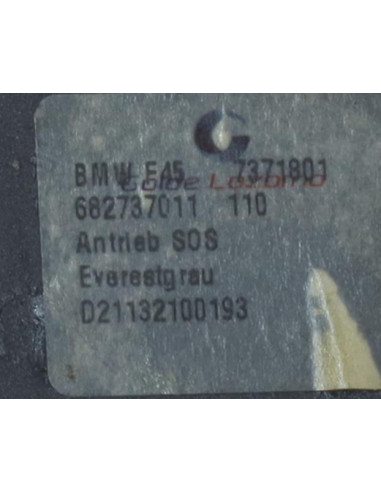 BMW E45 7371801
682737011 110
Antrieb SOS
Everestgrau
D21132100193